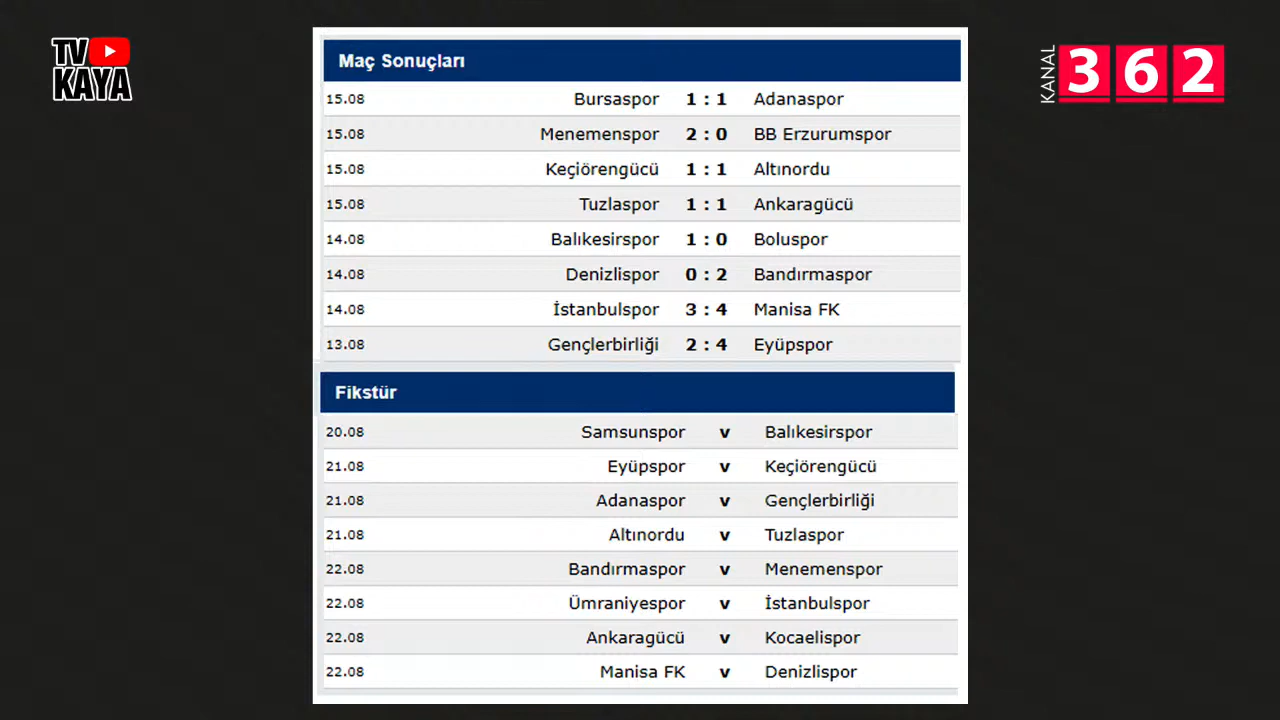 TV
KAYA
KANAL 362
Maç Sonuçları
15.08 Bursaspor 1 : 1 Adanaspor
15.08 Menemenspor 2 : 0 BB Erzurumspor
15.08 Keçiörengücü 1 : 1 Altınordu
15.08 Tuzlaspor 1 : 1 Ankaragücü
14.08 Balıkesirspor 1 : 0 Boluspor
14.08 Denizlispor 0 : 2 Bandırmaspor
14.08 İstanbulspor 3 : 4 Manisa FK
13.08 Gençlerbirliği 2 : 4 Eyüpspor
Fikstür
20.08 Samsunspor v Balıkesirspor
21.08 Eyüpspor v Keçiörengücü
21.08 Adanaspor v Gençlerbirliği
21.08 Altınordu v Tuzlaspor
22.08 Bandırmaspor v Menemenspor
22.08 Ümraniyespor v İstanbulspor
22.08 Ankaragücü v Kocaelispor
22.08 Manisa FK v Denizlispor